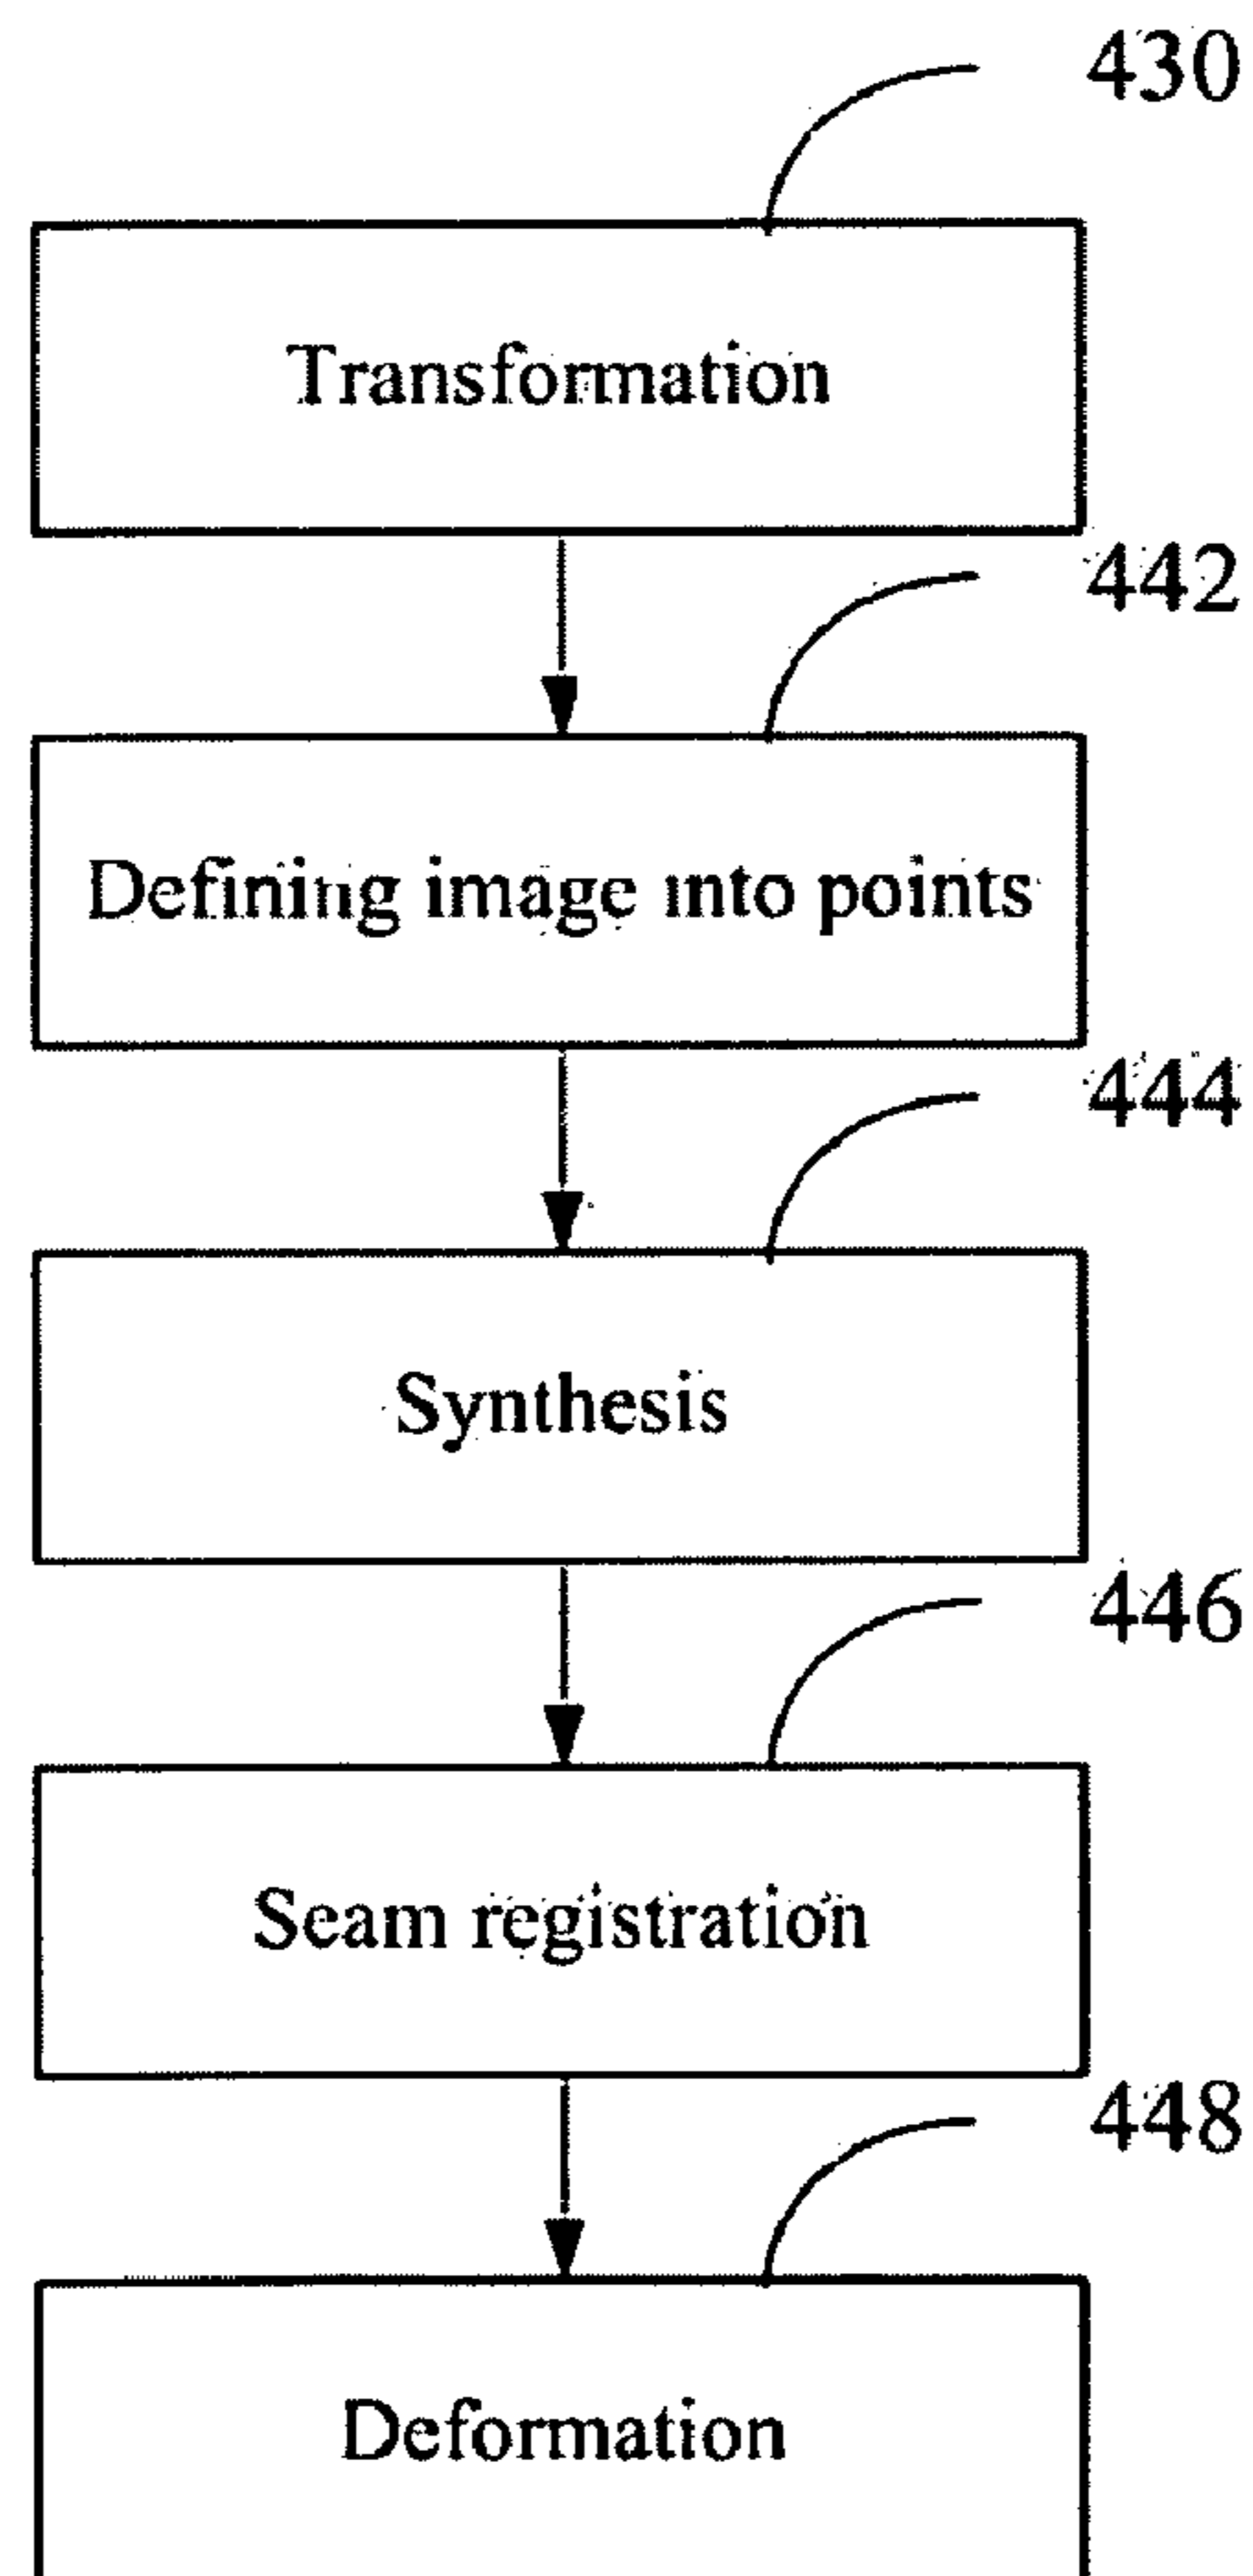 430
Transformation
442
Defining image into points
444
Synthesis
446
Seam registration
448
Deformation